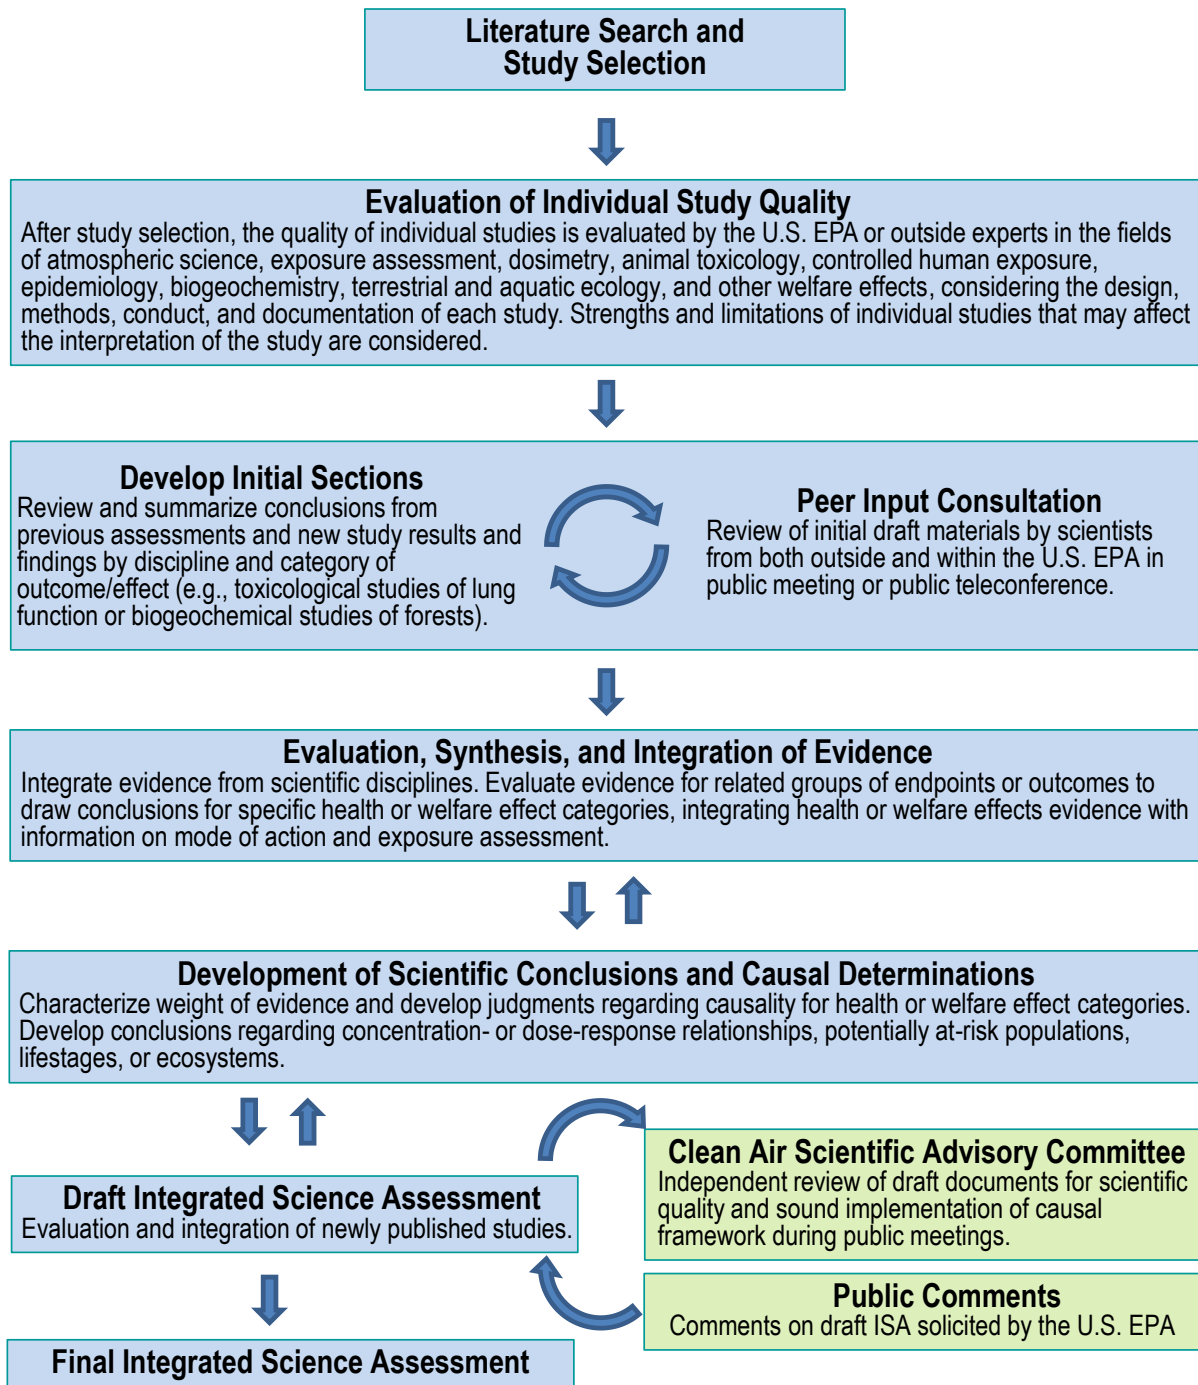 Literature Search and
Study Selection
Evaluation of Individual Study Quality
After study selection, the quality of individual studies is evaluated by the U.S. EPA or outside experts in the fields
of atmospheric science, exposure assessment, dosimetry, animal toxicology, controlled human exposure,
epidemiology, biogeochemistry, terrestrial and aquatic ecology, and other welfare effects, considering the design,
methods, conduct, and documentation of each study. Strengths and limitations of individual studies that may affect
the interpretation of the study are considered.
Develop Initial Sections
Review and summarize conclusions from
previous assessments and new study results and
findings by discipline and category of
outcome/effect (e.g., toxicological studies of lung
function or biogeochemical studies of forests).
Peer Input Consultation
Review of initial draft materials by scientists
from both outside and within the U.S. EPA in
public meeting or public teleconference.
Evaluation, Synthesis, and Integration of Evidence
Integrate evidence from scientific disciplines. Evaluate evidence for related groups of endpoints or outcomes to
draw conclusions for specific health or welfare effect categories, integrating health or welfare effects evidence with
information on mode of action and exposure assessment.
Development of Scientific Conclusions and Causal Determinations
Characterize weight of evidence and develop judgments regarding causality for health or welfare effect categories.
Develop conclusions regarding concentration- or dose-response relationships, potentially at-risk populations,
lifestages, or ecosystems.
Draft Integrated Science Assessment
Evaluation and integration of newly published studies.
Clean Air Scientific Advisory Committee
Independent review of draft documents for scientific
quality and sound implementation of causal
framework during public meetings.
Public Comments
Comments on draft ISA solicited by the U.S. EPA
Final Integrated Science Assessment